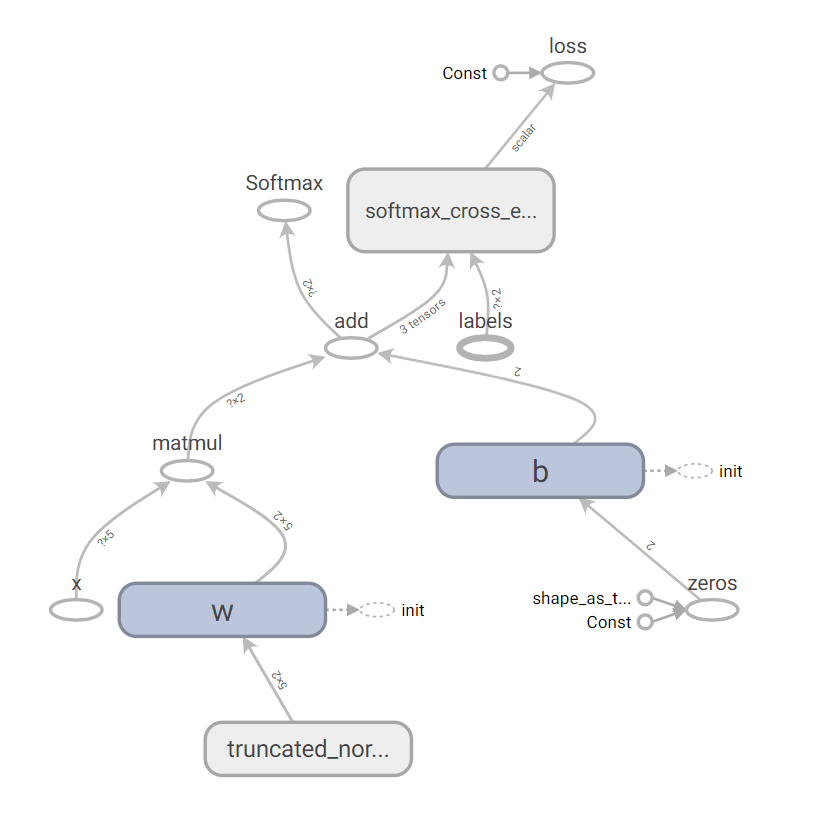 loss
Const
scalar
Softmax
softmax_cross_e...
?×2
3 tensors
?×2
add
labels
?×2
2
matmul
b
init
?×5
5×2
2
x
w
init
zeros
shape_as_t...
Const
5×2
truncated_nor...